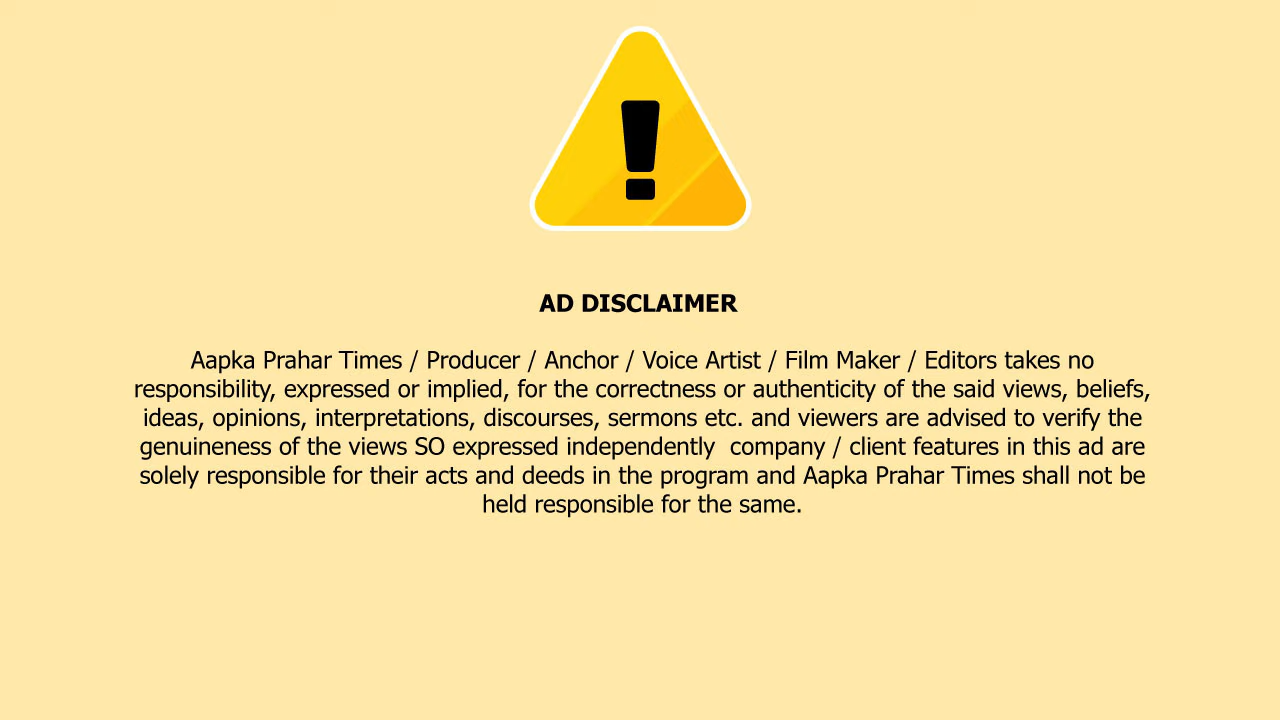 AD DISCLAIMER
Aapka Prahar Times / Producer / Anchor / Voice Artist / Film Maker / Editors takes no
responsibility, expressed or implied, for the correctness or authenticity of the said views, beliefs,
ideas, opinions, interpretations, discourses, sermons etc. and viewers are advised to verify the
genuineness of the views SO expressed independently  company / client features in this ad are
solely responsible for their acts and deeds in the program and Aapka Prahar Times shall not be
held responsible for the same.